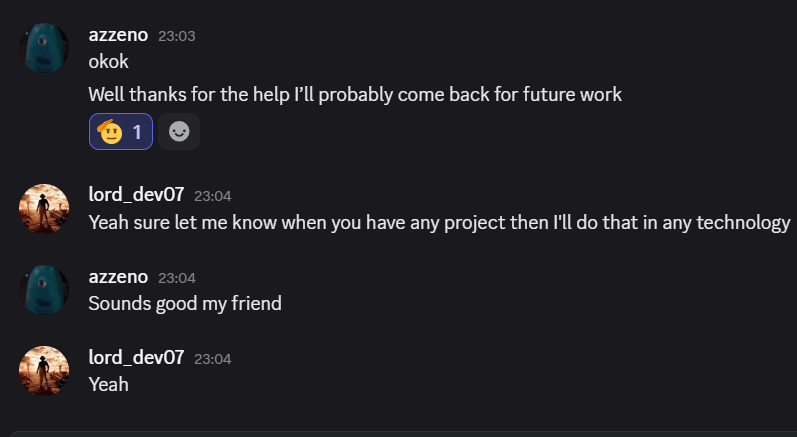 azzeno 23:03
okok
Well thanks for the help I’ll probably come back for future work
1
lord_dev07 23:04
Yeah sure let me know when you have any project then I'll do that in any technology
azzeno 23:04
Sounds good my friend
lord_dev07 23:04
Yeah